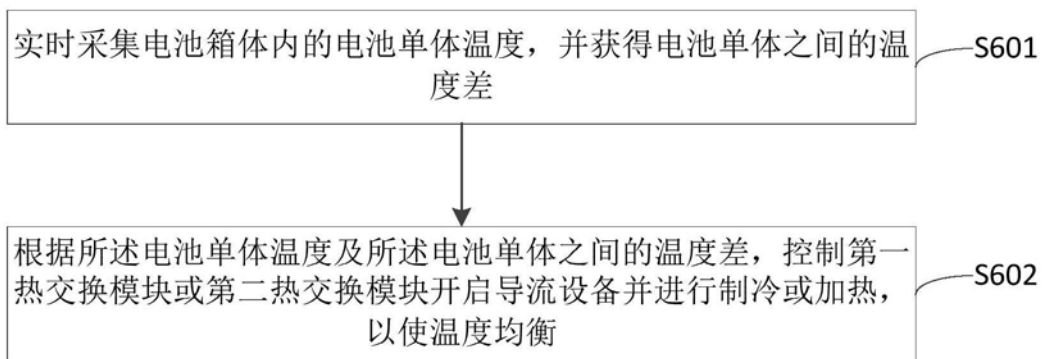 实时采集电池箱体内的电池单体温度，并获得电池单体之间的温
度差
S601
根据所述电池单体温度及所述电池单体之间的温度差，控制第一
热交换模块或第二热交换模块开启导流设备并进行制冷或加热，
以使温度均衡
S602